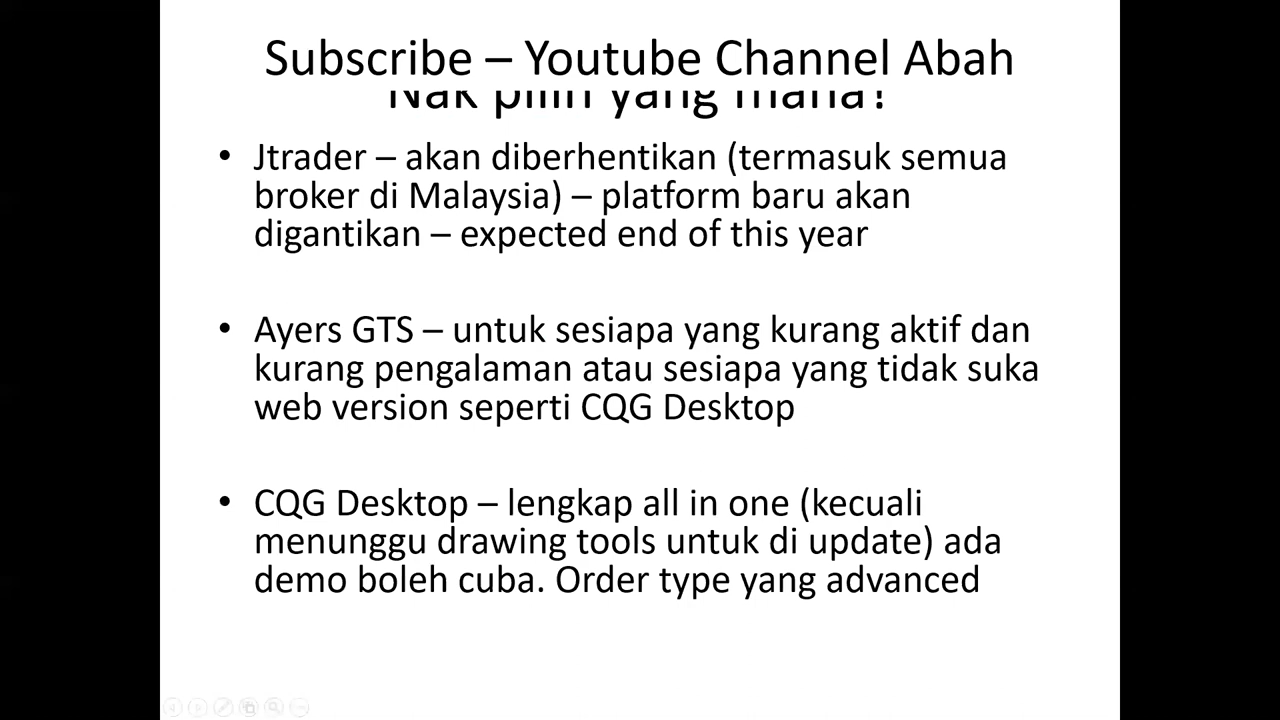 Subscribe – Youtube Channel Abah
Nak pilih yang mana?
• Jtrader – akan diberhentikan (termasuk semua
broker di Malaysia) – platform baru akan
digantikan – expected end of this year
• Ayers GTS – untuk sesiapa yang kurang aktif dan
kurang pengalaman atau sesiapa yang tidak suka
web version seperti CQG Desktop
• CQG Desktop – lengkap all in one (kecuali
menunggu drawing tools untuk di update) ada
demo boleh cuba. Order type yang advanced